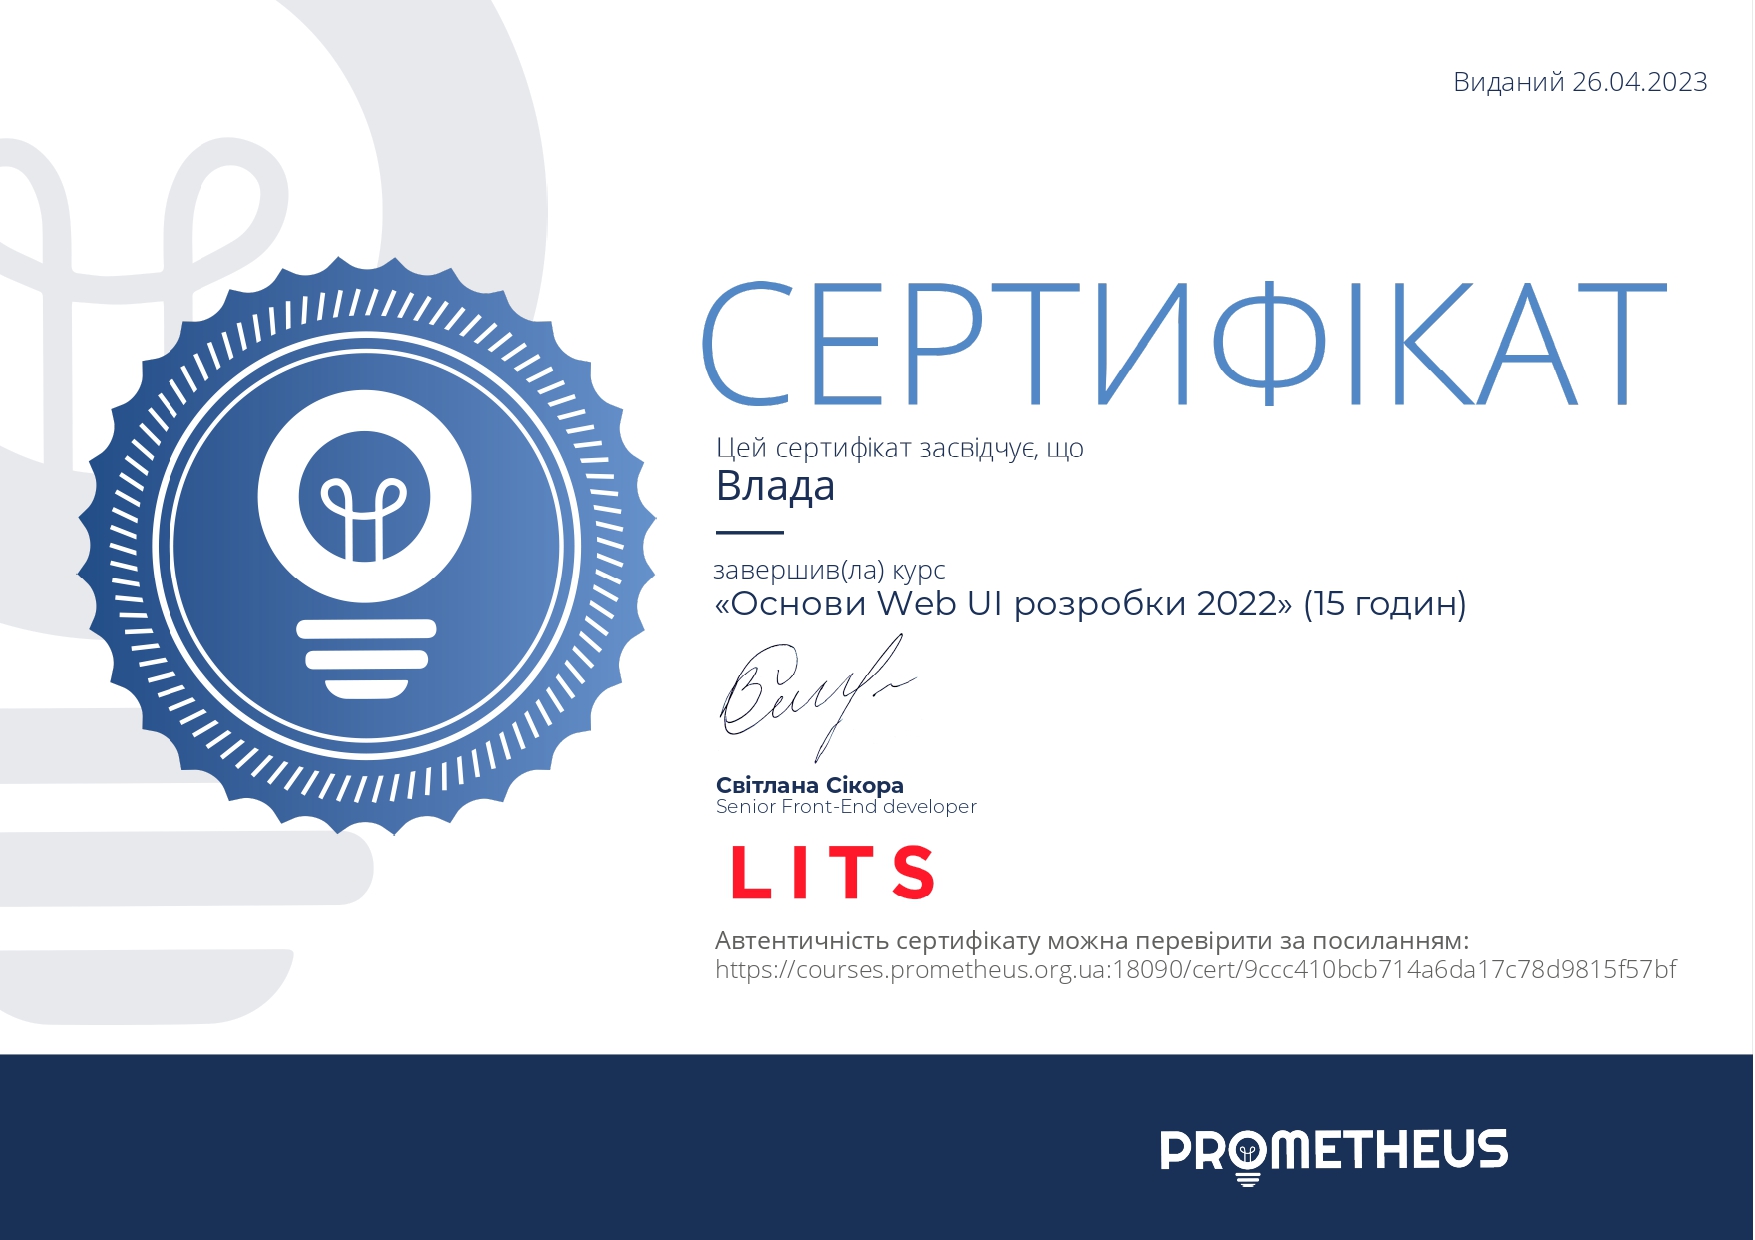 Виданий 26.04.2023
СЕРТИФІКАТ
Цей сертифікат засвідчує, що
Влада
завершив(ла) курс
«Основи Web UI розробки 2022» (15 годин)
Світлана Сікора
Senior Front-End developer
LITS
Автентичність сертифікату можна перевірити за посиланням:
https://courses.prometheus.org.ua:18090/cert/9ccc410bcb714a6da17c78d9815f57bf
PROMETHEUS